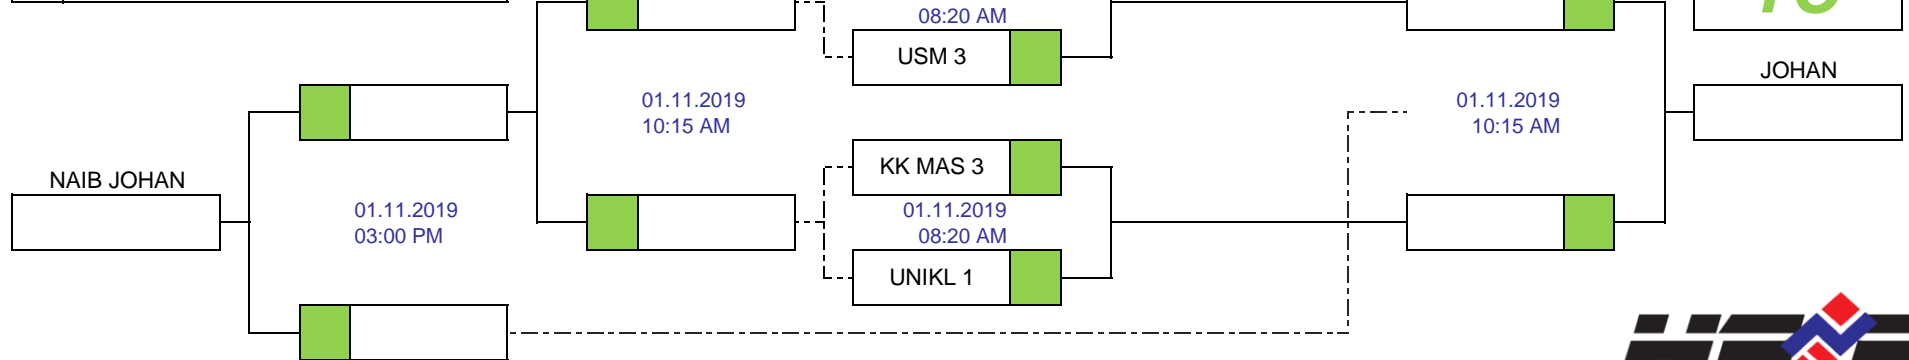 08:20 AM
USM 3
JOHAN
01.11.2019
10:15 AM
01.11.2019
10:15 AM
KK MAS 3
NAIB JOHAN
01.11.2019
03:00 PM
01.11.2019
08:20 AM
UNIKL 1